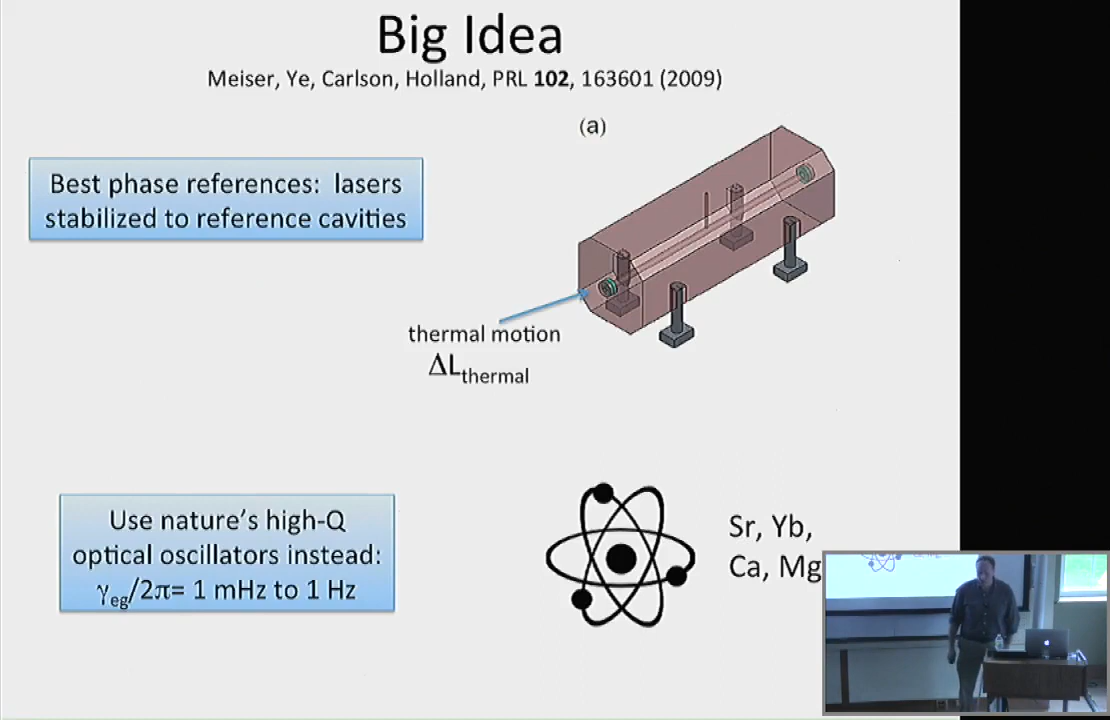 Big Idea
Meiser, Ye, Carlson, Holland, PRL 102, 163601 (2009)
(a)
Best phase references: lasers
stabilized to reference cavities
thermal motion
ΔLthermal
Use nature's high-Q
optical oscillators instead:
γeg/2π= 1 mHz to 1 Hz
Sr, Yb,
Ca, Mg